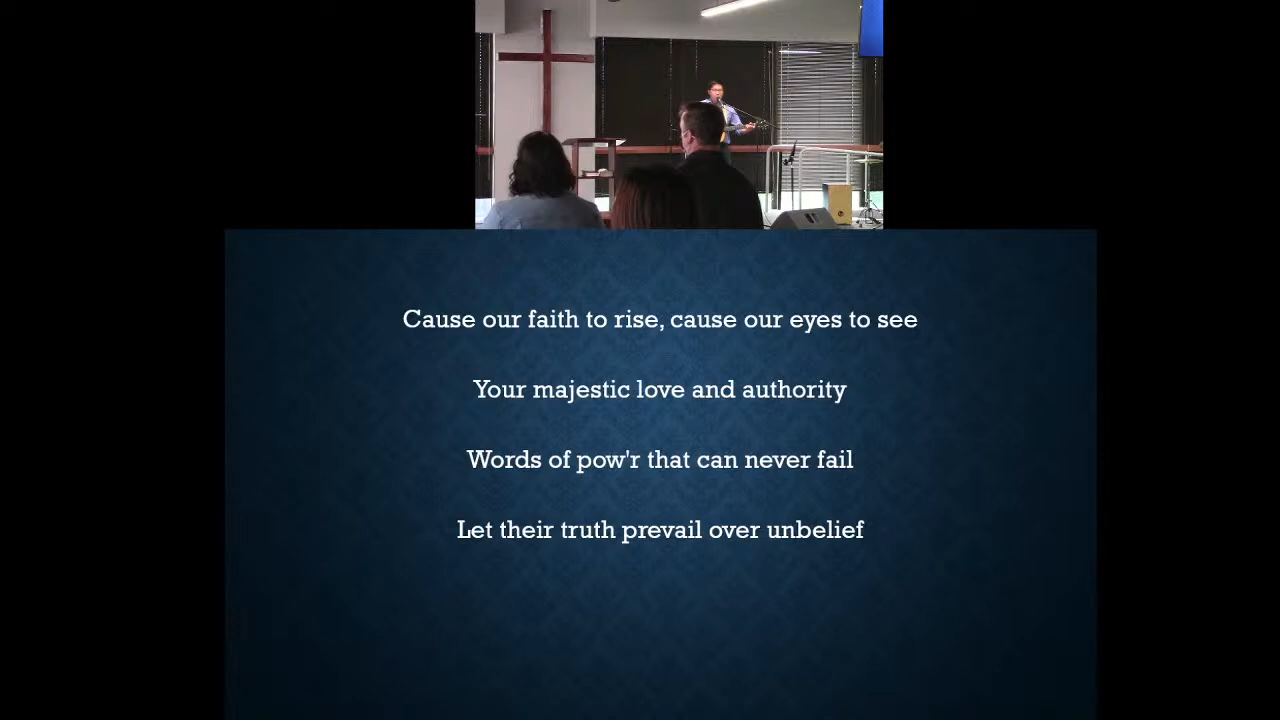 Cause our faith to rise, cause our eyes to see
Your majestic love and authority
Words of pow'r that can never fail
Let their truth prevail over unbelief